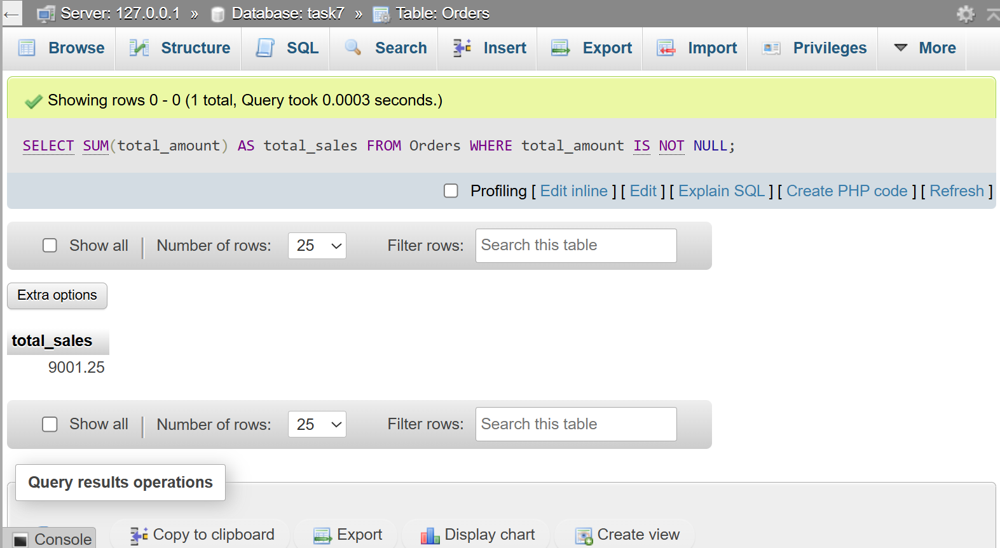 ← Server: 127.0.0.1 » Database: task7 » Table: Orders
Browse Structure SQL Search Insert Export Import Privileges More
Showing rows 0 - 0 (1 total, Query took 0.0003 seconds.)
SELECT SUM(total_amount) AS total_sales FROM Orders WHERE total_amount IS NOT NULL;
Profiling [ Edit inline ] [ Edit ] [ Explain SQL ] [ Create PHP code ] [ Refresh ]
Show all | Number of rows: 25 Filter rows: Search this table
Extra options
total_sales
9001.25
Show all | Number of rows: 25 Filter rows: Search this table
Query results operations
Console Copy to clipboard Export Display chart Create view